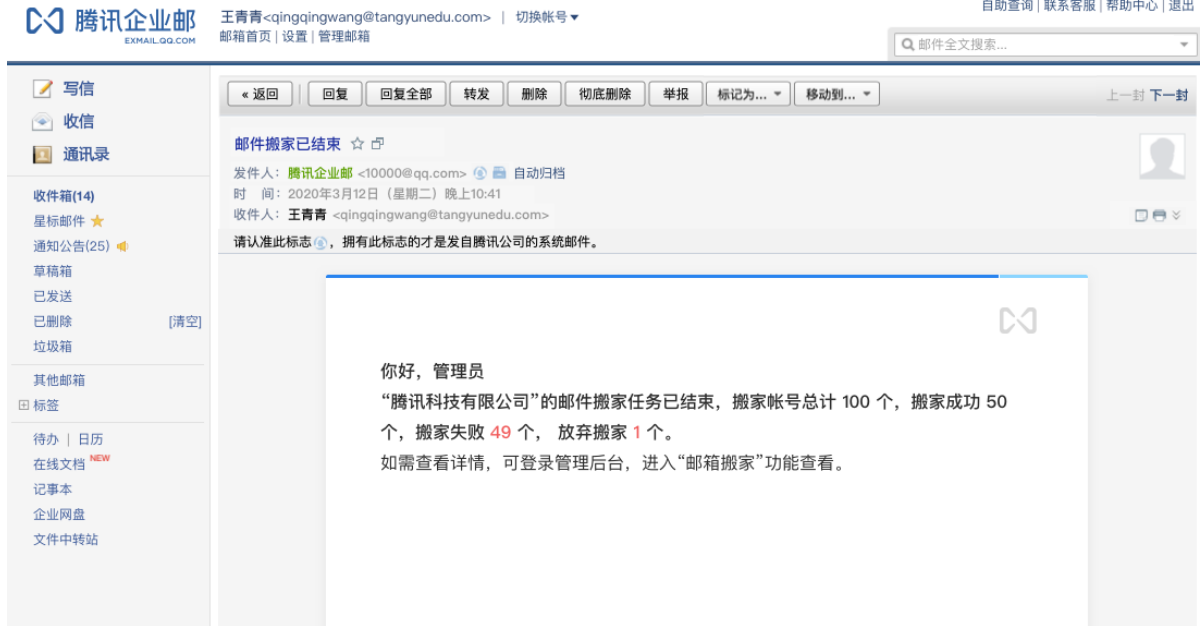 腾讯企业邮
EXMAIL.QQ.COM
王青青<qingqingwang@tangyunedu.com> | 切换帐号▾
邮箱首页 | 设置 | 管理邮箱
自助查询 | 联系客服 | 帮助中心 | 退出
邮件全文搜索...
写信
收信
通讯录
收件箱(14)
星标邮件
通知公告(25)
草稿箱
已发送
已删除 [清空]
垃圾箱
其他邮箱
标签
待办 | 日历
在线文档 NEW
记事本
企业网盘
文件中转站
« 返回 回复 回复全部 转发 删除 彻底删除 举报 标记为... 移动到... 上一封 下一封
邮件搬家已结束
发件人：腾讯企业邮 <10000@qq.com> 自动归档
时 间：2020年3月12日（星期二）晚上10:41
收件人：王青青 <qingqingwang@tangyunedu.com>
请认准此标志，拥有此标志的才是发自腾讯公司的系统邮件。
你好，管理员
“腾讯科技有限公司”的邮件搬家任务已结束，搬家帐号总计 100 个，搬家成功 50
个，搬家失败 49 个， 放弃搬家 1 个。
如需查看详情，可登录管理后台，进入“邮箱搬家”功能查看。